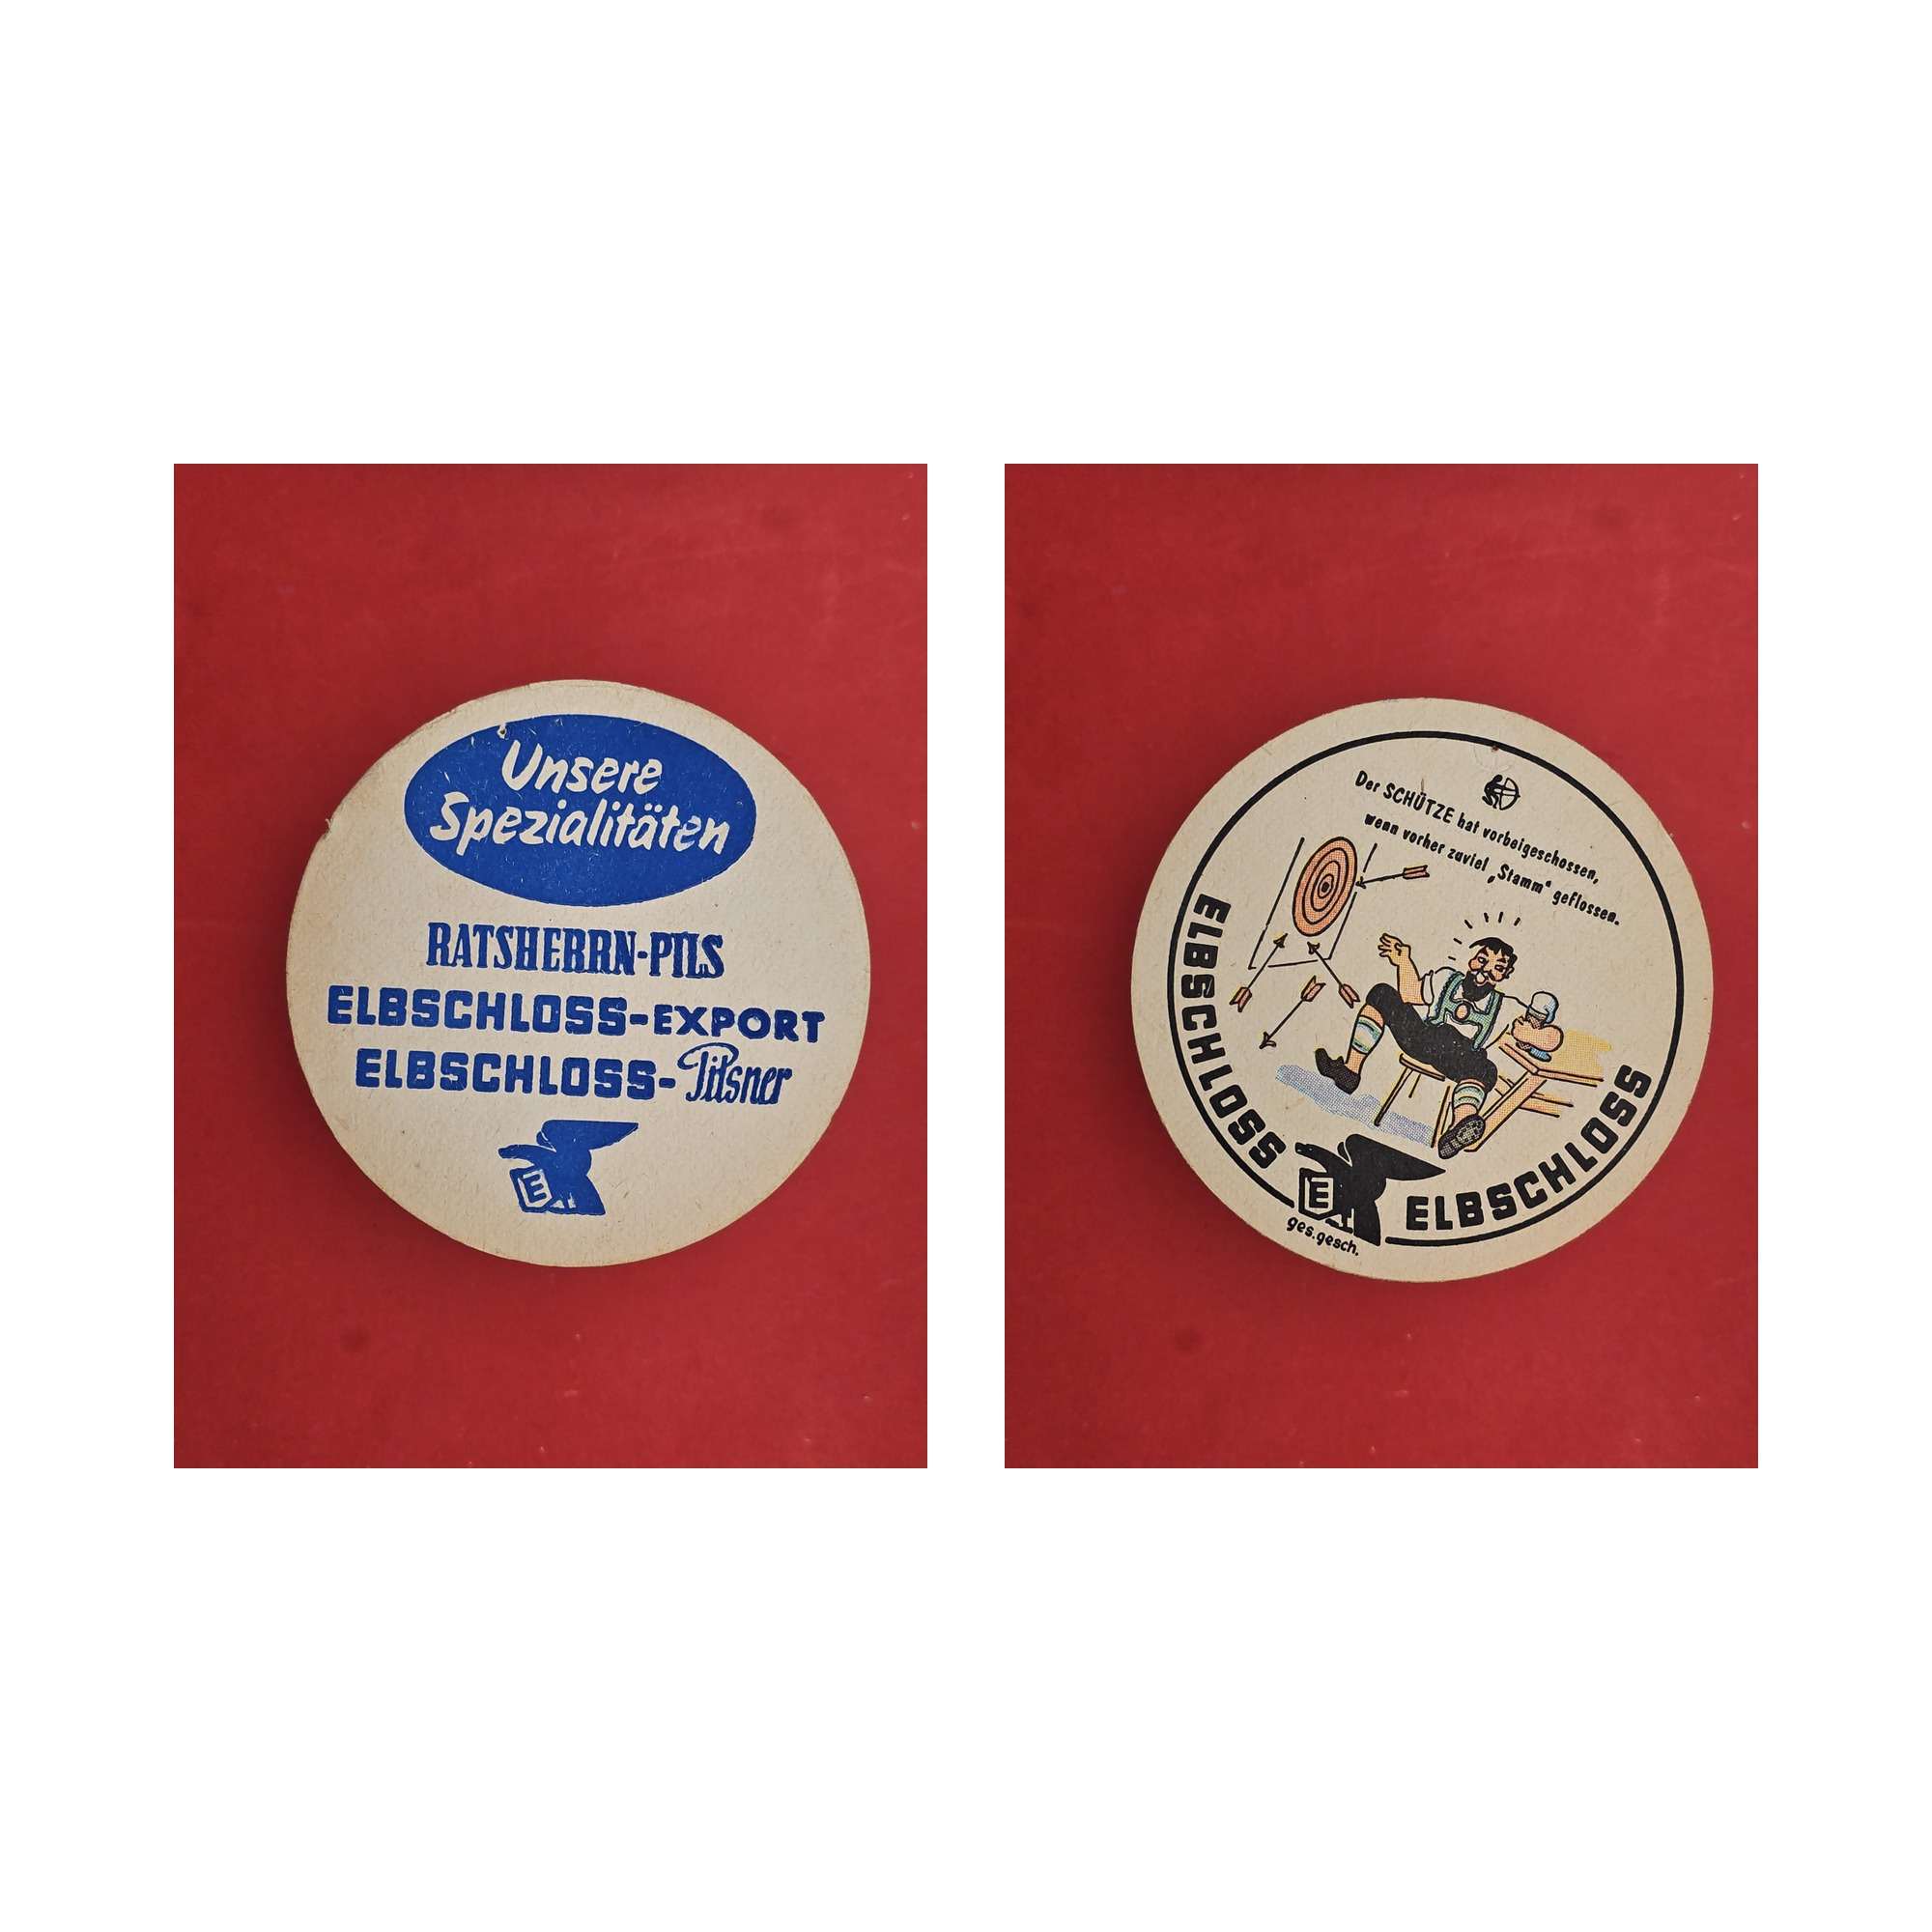 Unsere
Spezialitäten
RATSHERRN-PILS
ELBSCHLOSS-EXPORT
ELBSCHLOSS-Pilsner
E
Der SCHÜTZE hat vorbeigeschossen,
wenn vorher zuviel „Stamm“ geflossen.
ELBSCHLOSS
E
ELBSCHLOSS
ges.gesch.